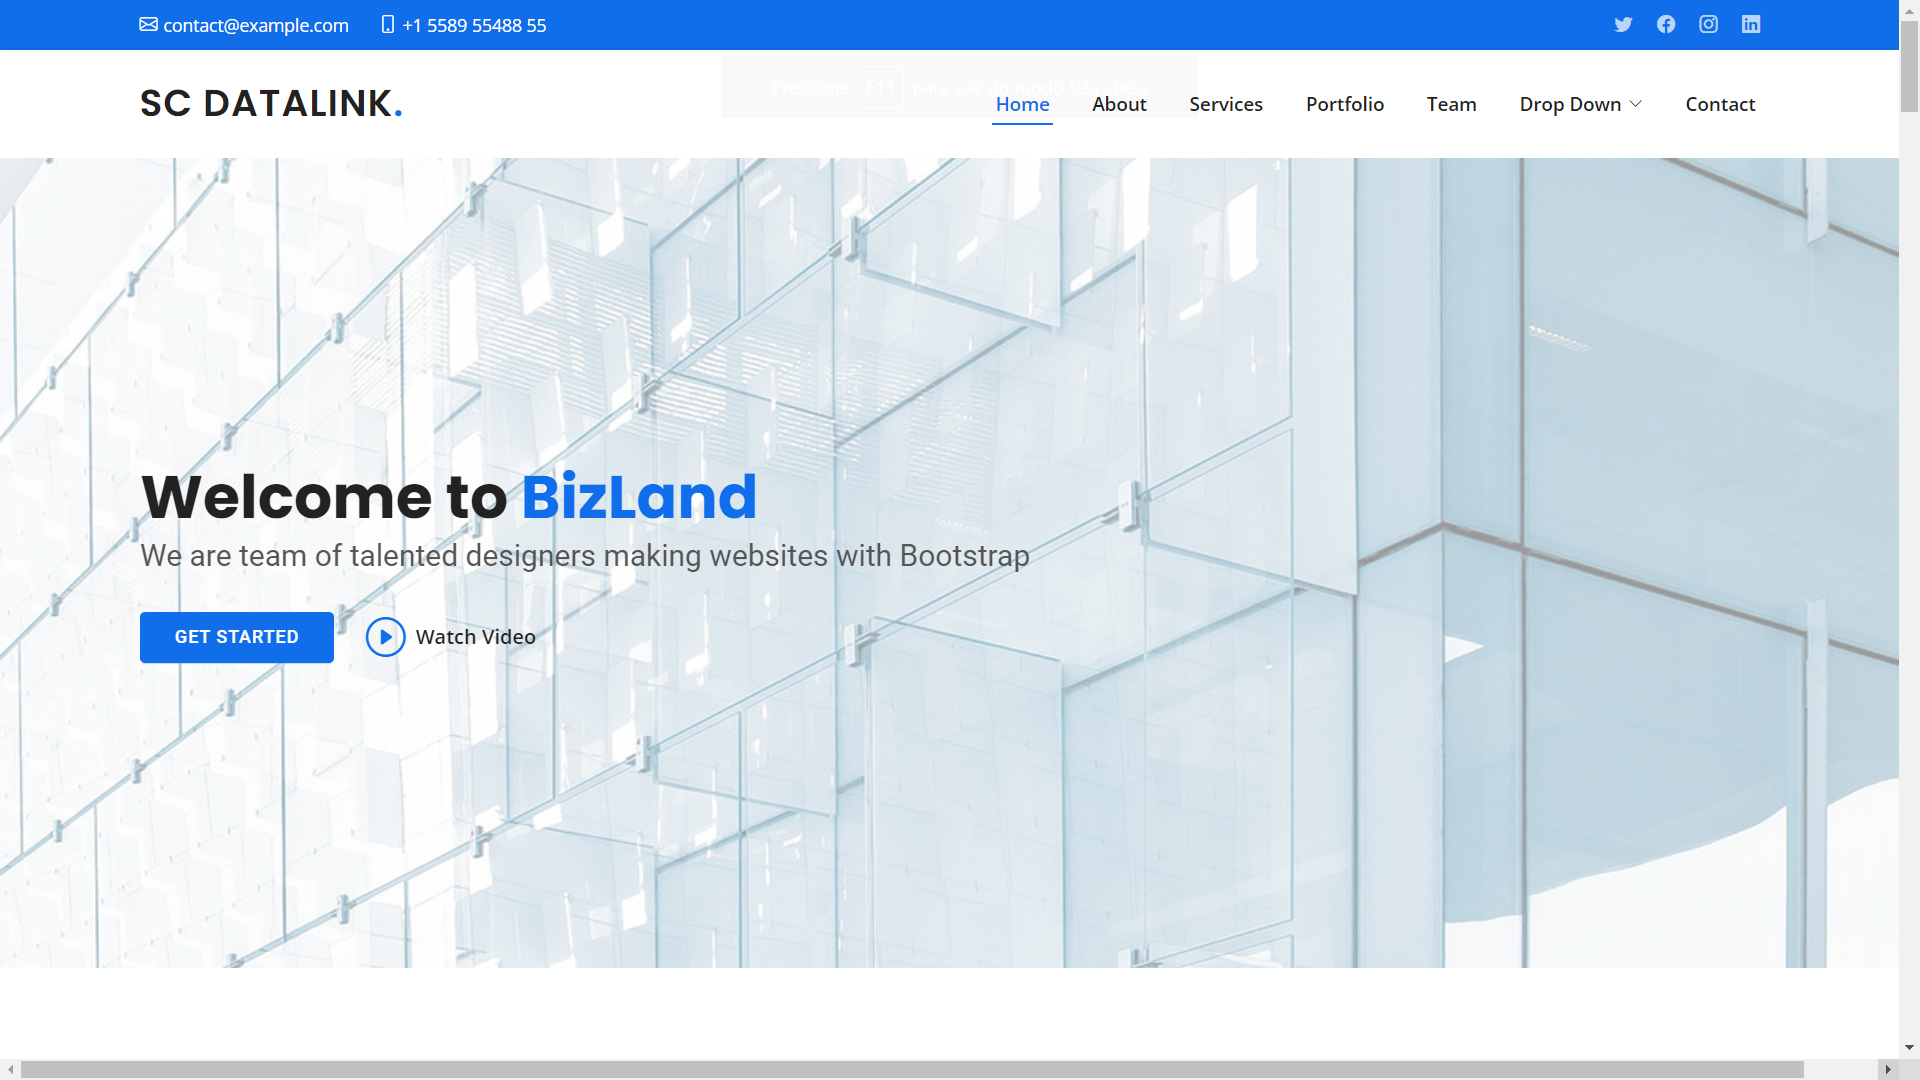 contact@example.com +1 5589 55488 55
SC DATALINK.
Pressione F11 para sair do modo tela cheia
Home About Services Portfolio Team Drop Down Contact
Welcome to BizLand
We are team of talented designers making websites with Bootstrap
GET STARTED Watch Video